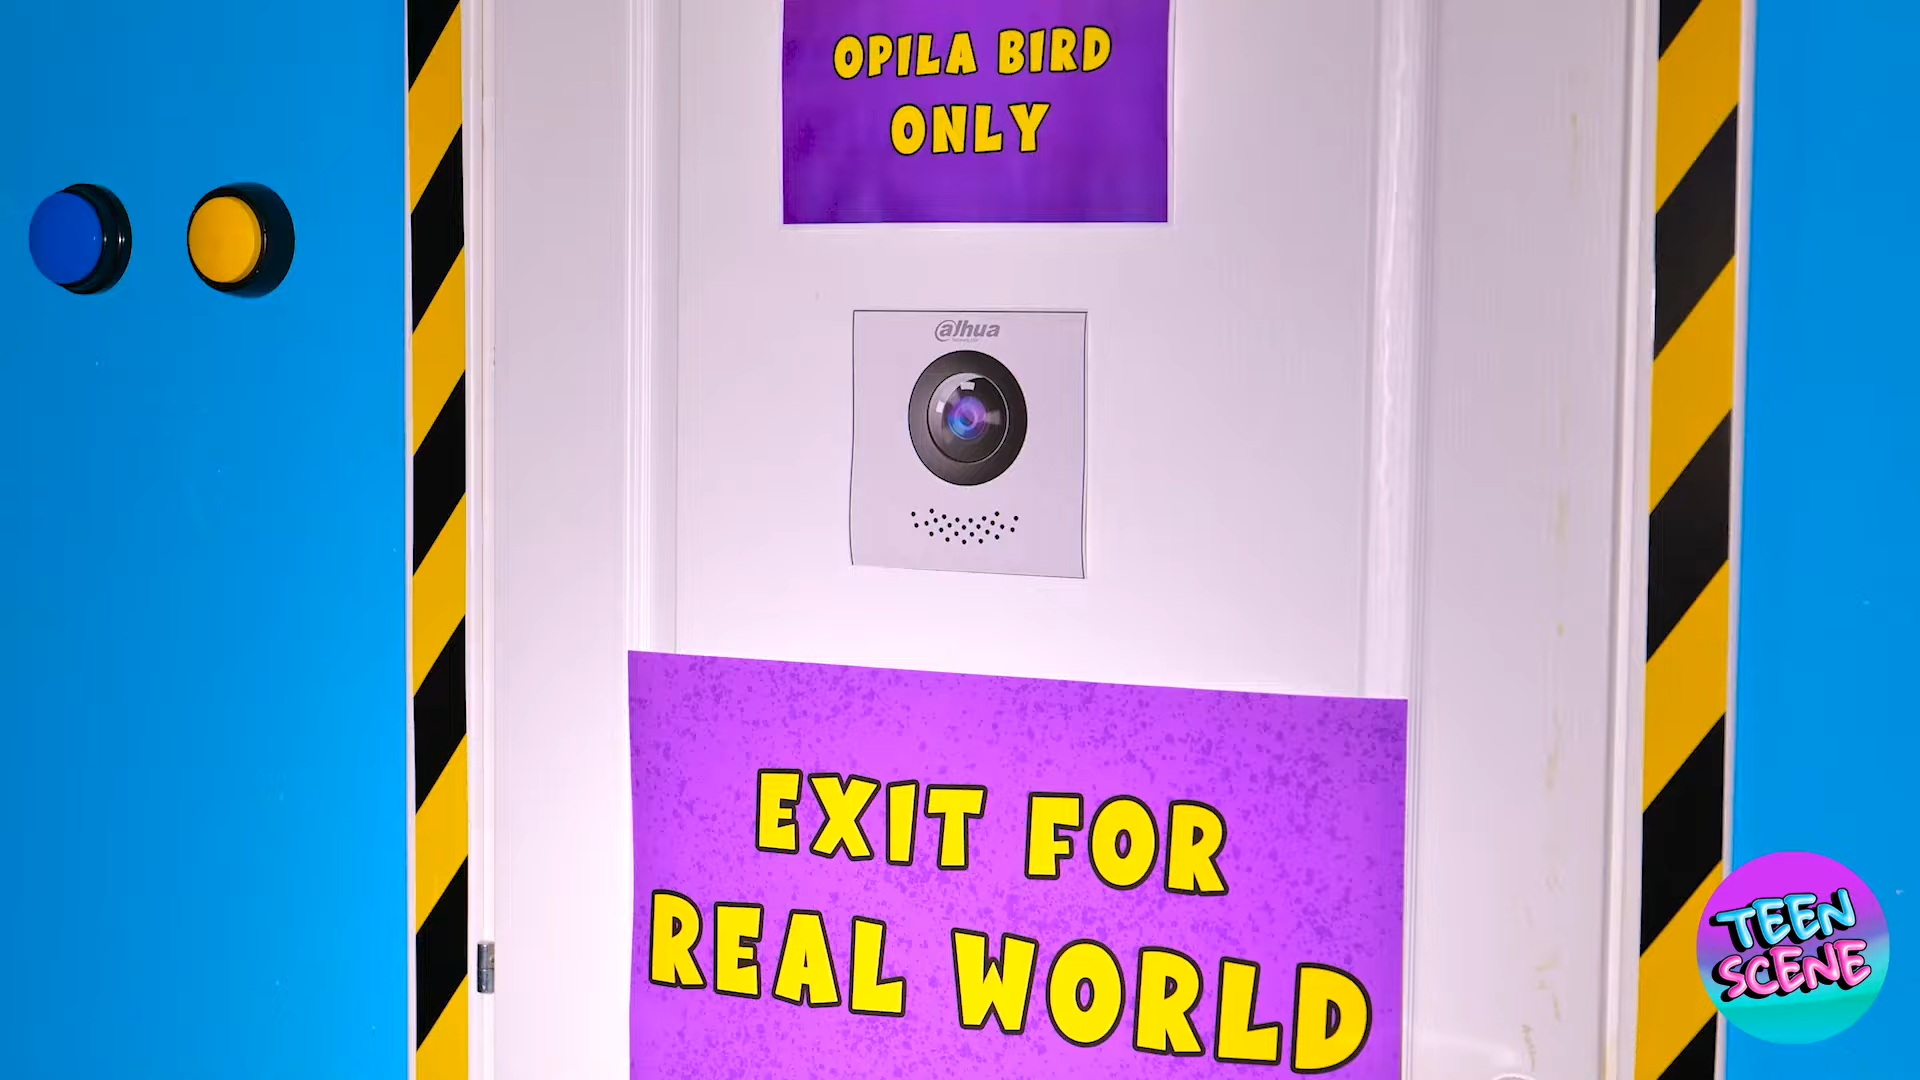 OPILA BIRD
ONLY
alhua
EXIT FOR
REAL WORLD
TEEN
SCENE